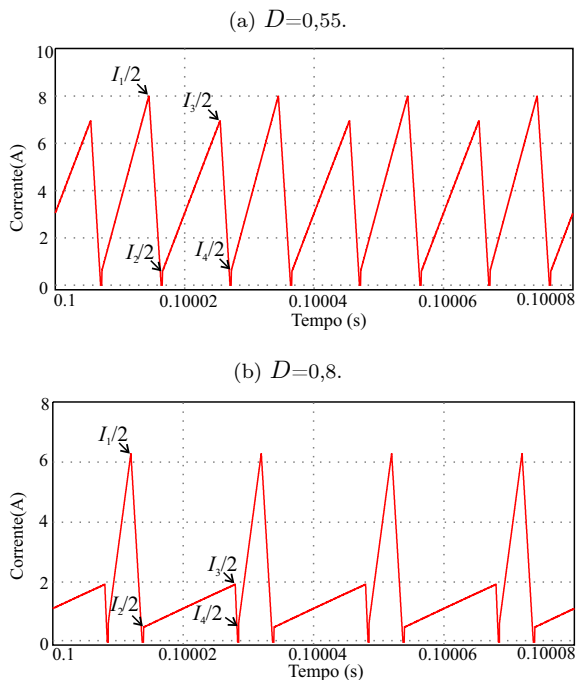 (a) D=0,55.
10
8
6
4
2
0
Corrente(A)
I₁/2
I₃/2
I₂/2
I₄/2
0.1
0.10002
0.10004
0.10006
0.10008
Tempo (s)
(b) D=0,8.
8
6
4
2
0
Corrente(A)
I₁/2
I₃/2
I₂/2
I₄/2
0.1
0.10002
0.10004
0.10006
0.10008
Tempo (s)